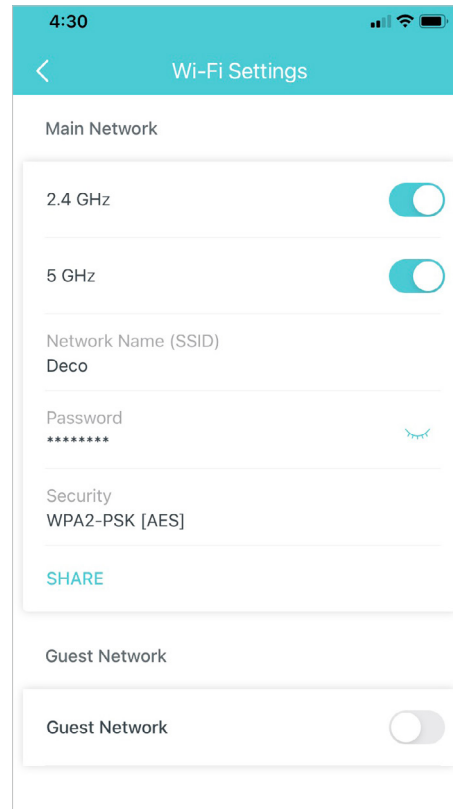 4:30
Wi-Fi Settings
Main Network
2.4 GHz
5 GHz
Network Name (SSID)
Deco
Password
********
Security
WPA2-PSK [AES]
SHARE
Guest Network
Guest Network